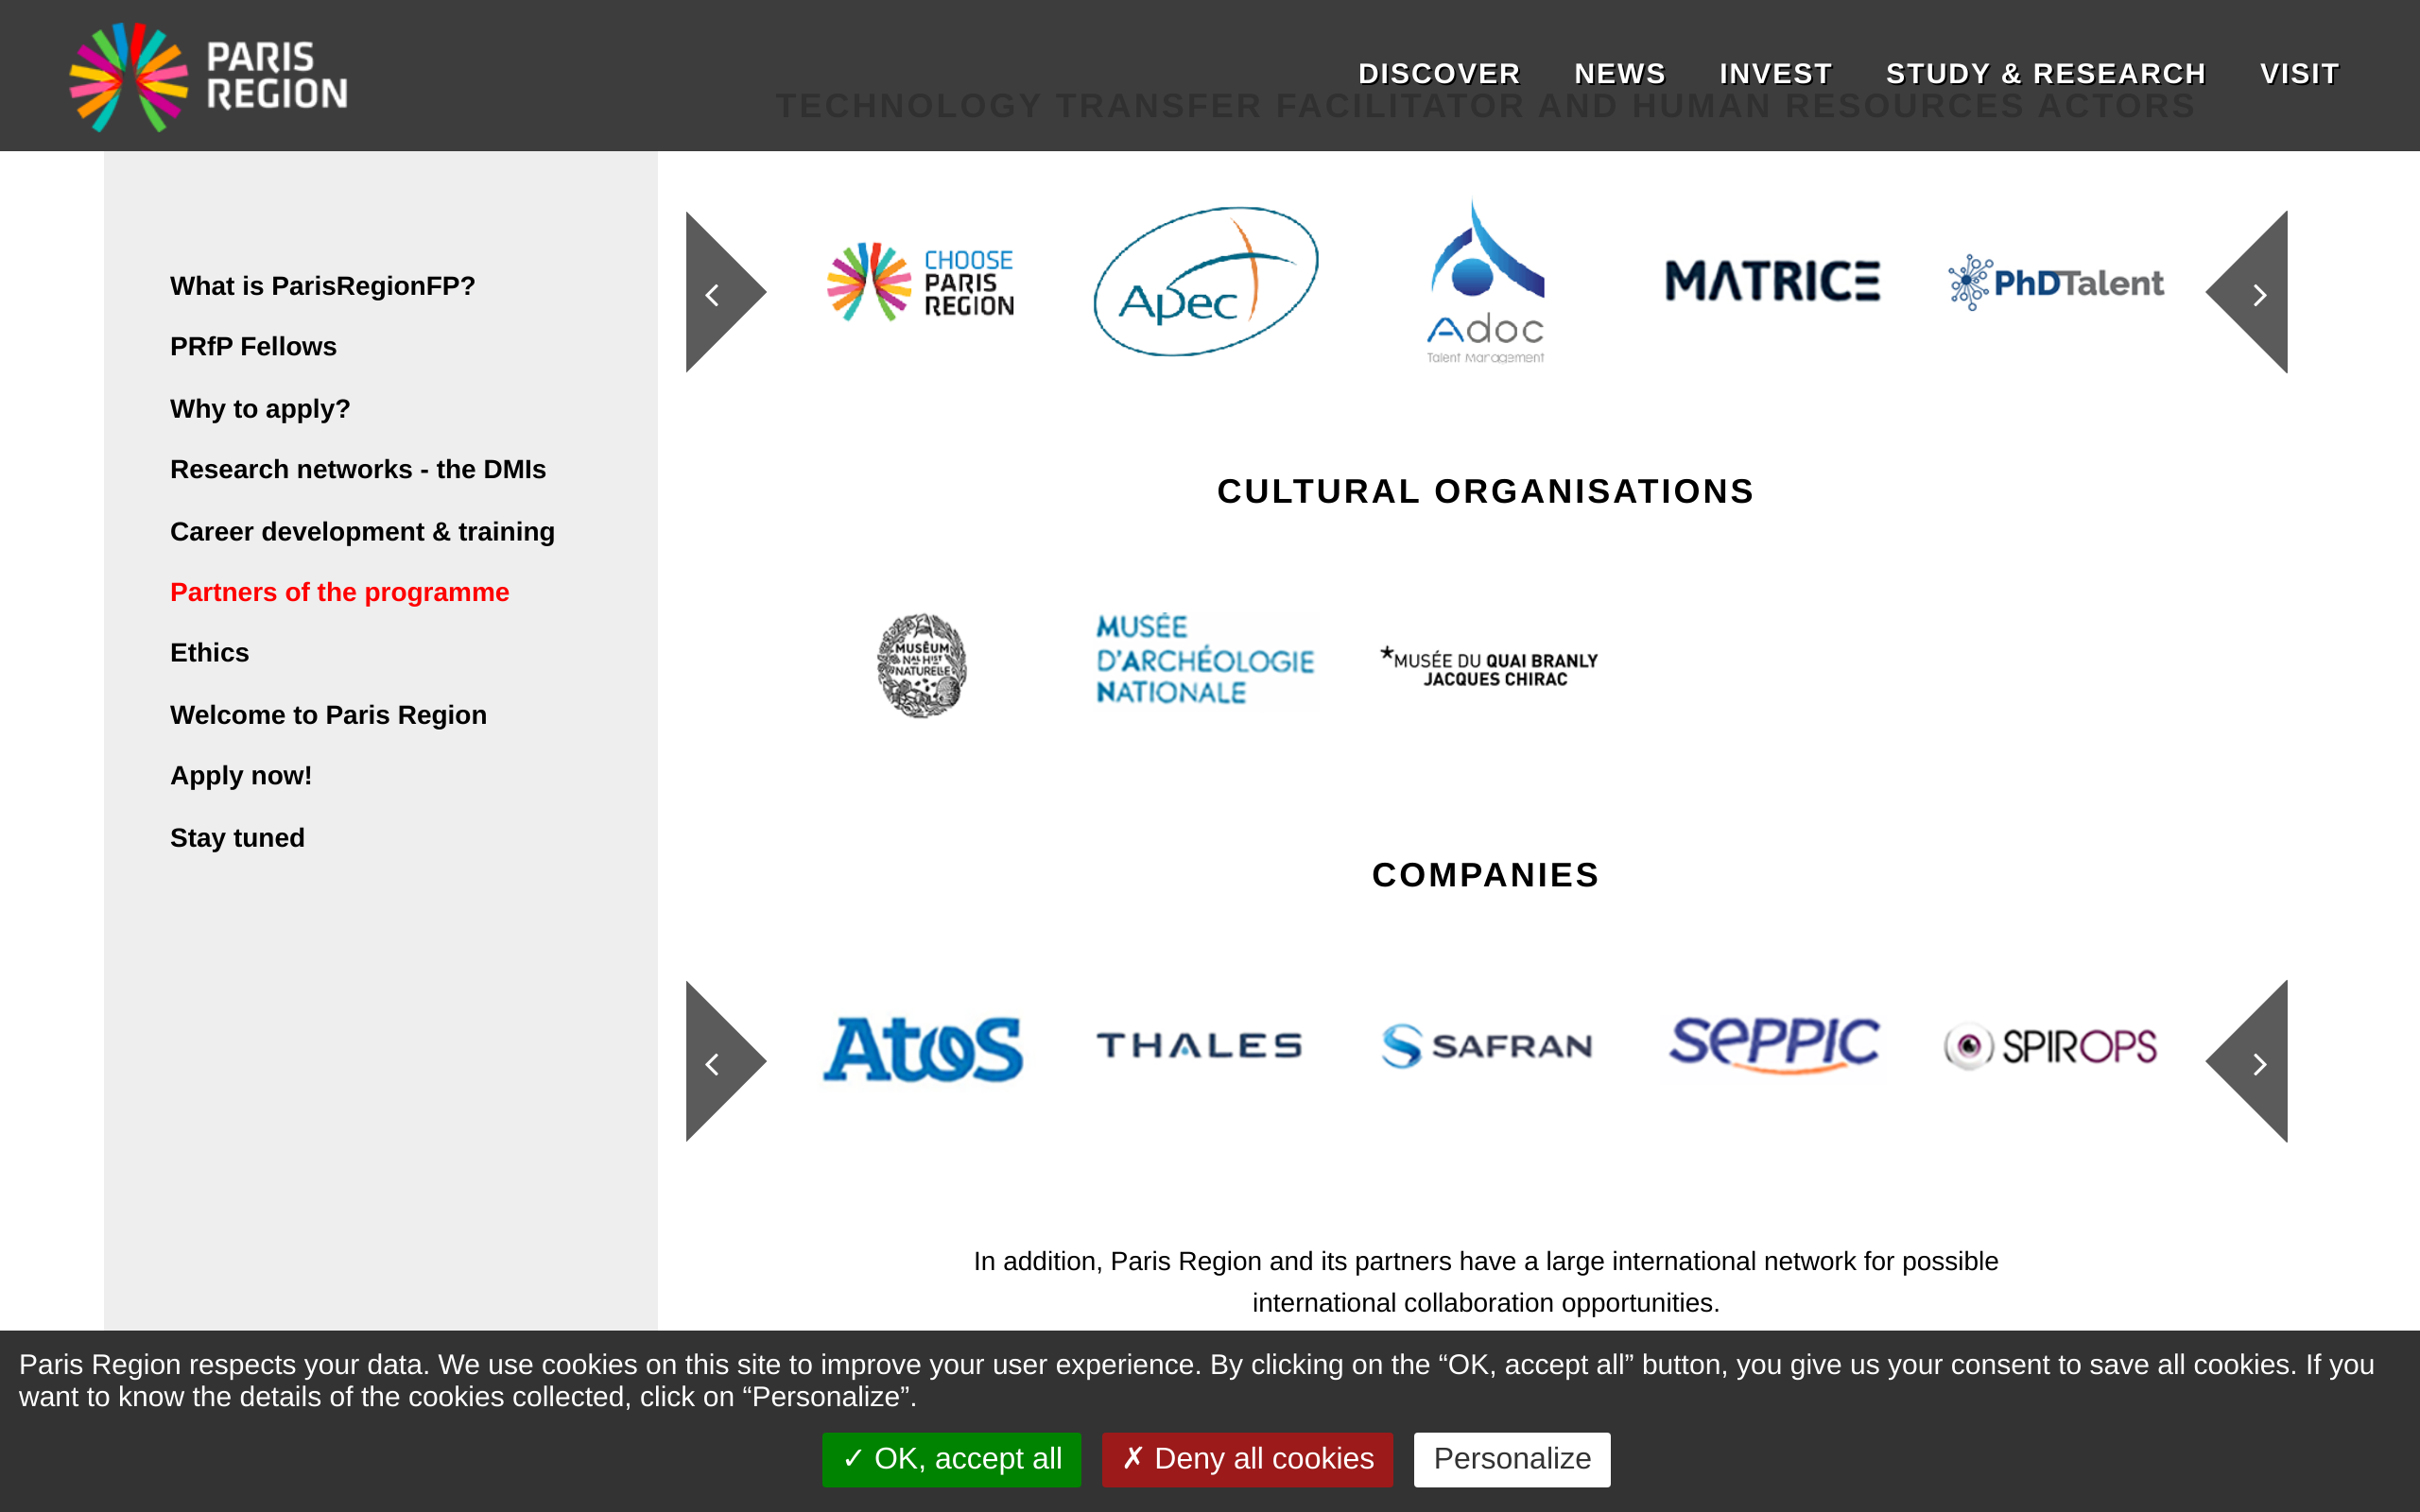 PARIS
REGION
DISCOVER NEWS INVEST STUDY & RESEARCH VISIT
TECHNOLOGY TRANSFER FACILITATOR AND HUMAN RESOURCES ACTORS
What is ParisRegionFP?
PRfP Fellows
Why to apply?
Research networks - the DMIs
Career development & training
Partners of the programme
Ethics
Welcome to Paris Region
Apply now!
Stay tuned
CHOOSE
PARIS
REGION
Apec
Adoc
Talent Management
MATRICE
PhDTalent
CULTURAL ORGANISATIONS
MUSÉUM
NAL HIST
NATURELLE
MUSÉE
D'ARCHÉOLOGIE
NATIONALE
*MUSÉE DU QUAI BRANLY
JACQUES CHIRAC
COMPANIES
Atos
THALES
SAFRAN
SEPPIC
SPIROPS
In addition, Paris Region and its partners have a large international network for possible
international collaboration opportunities.
Paris Region respects your data. We use cookies on this site to improve your user experience. By clicking on the “OK, accept all” button, you give us your consent to save all cookies. If you
want to know the details of the cookies collected, click on “Personalize”.
✓ OK, accept all ✗ Deny all cookies Personalize